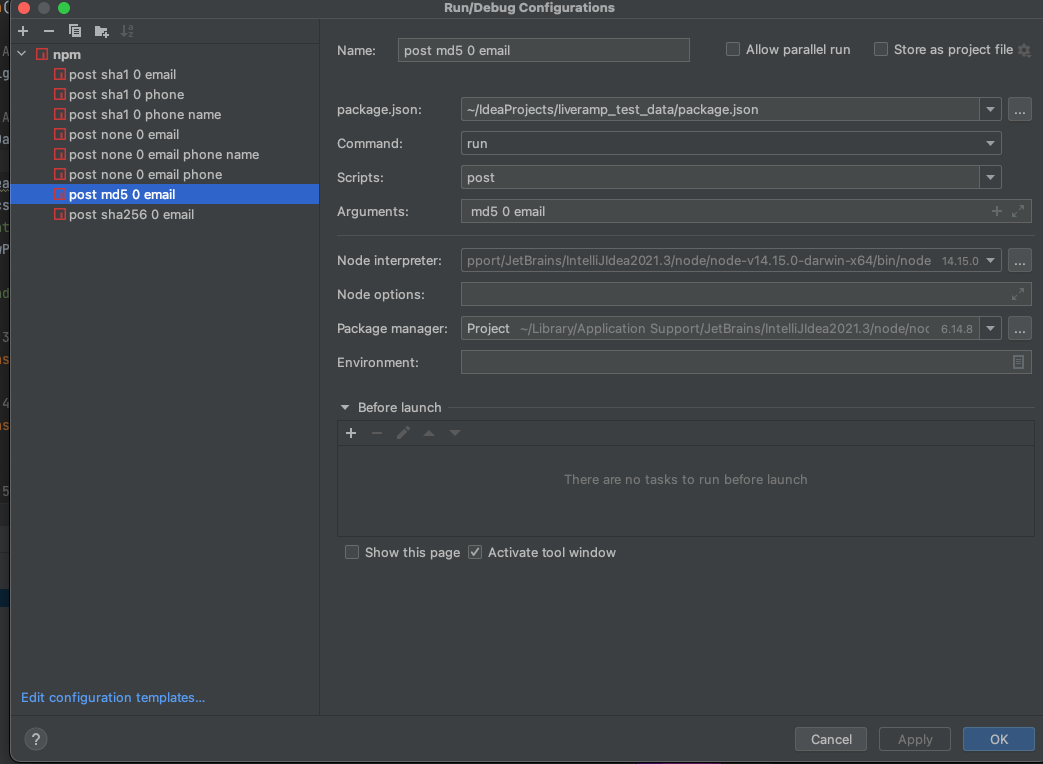 Run/Debug Configurations
npm
post sha1 0 email
post sha1 0 phone
post sha1 0 phone name
post none 0 email
post none 0 email phone name
post none 0 email phone
post md5 0 email
post sha256 0 email
Edit configuration templates...
Name: post md5 0 email Allow parallel run Store as project file
package.json: ~/IdeaProjects/liveramp_test_data/package.json ...
Command: run
Scripts: post
Arguments: md5 0 email
Node interpreter: pport/JetBrains/IntelliJIdea2021.3/node/node-v14.15.0-darwin-x64/bin/node 14.15.0 ...
Node options:
Package manager: Project ~/Library/Application Support/JetBrains/IntelliJIdea2021.3/node/noc 6.14.8 ...
Environment:
Before launch
There are no tasks to run before launch
Show this page Activate tool window
? Cancel Apply OK